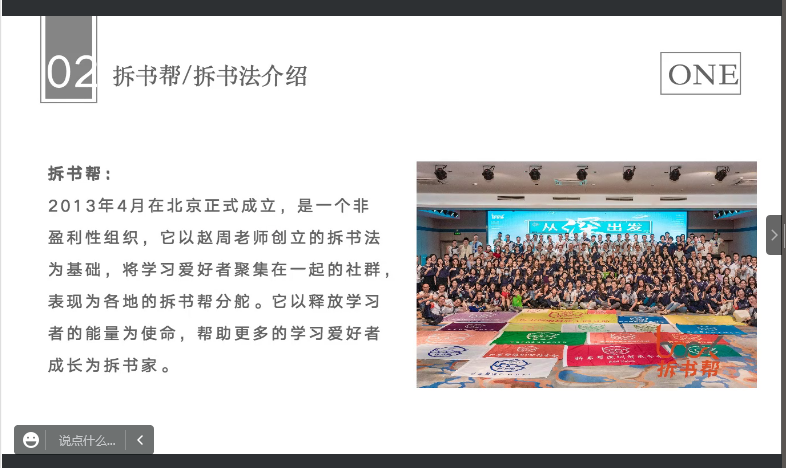 02
拆书帮/拆书法介绍
ONE
拆书帮：
2013年4月在北京正式成立，是一个非
盈利性组织，它以赵周老师创立的拆书法
为基础，将学习爱好者聚集在一起的社群，
表现为各地的拆书帮分舵。它以释放学习
者的能量为使命，帮助更多的学习爱好者
成长为拆书家。
出发
拆书帮
说点什么...